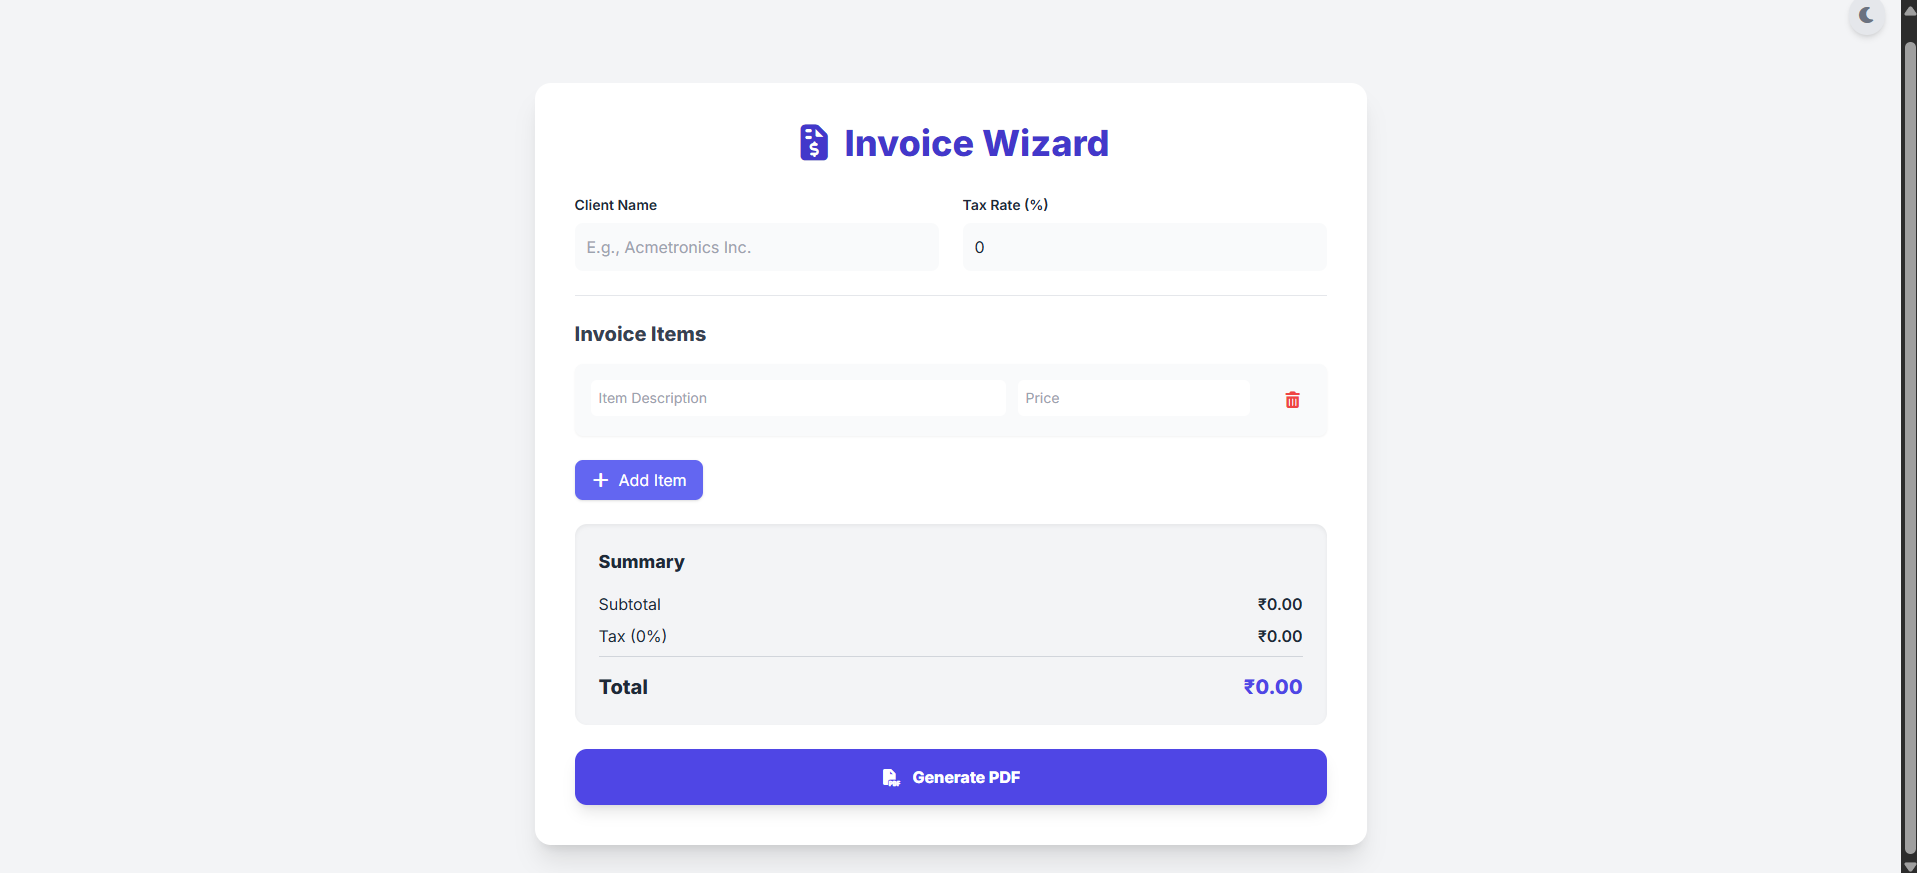 Invoice Wizard
Client Name
Tax Rate (%)
E.g., Acmetronics Inc.
0
Invoice Items
Item Description
Price
Add Item
Summary
Subtotal ₹0.00
Tax (0%) ₹0.00
Total ₹0.00
Generate PDF